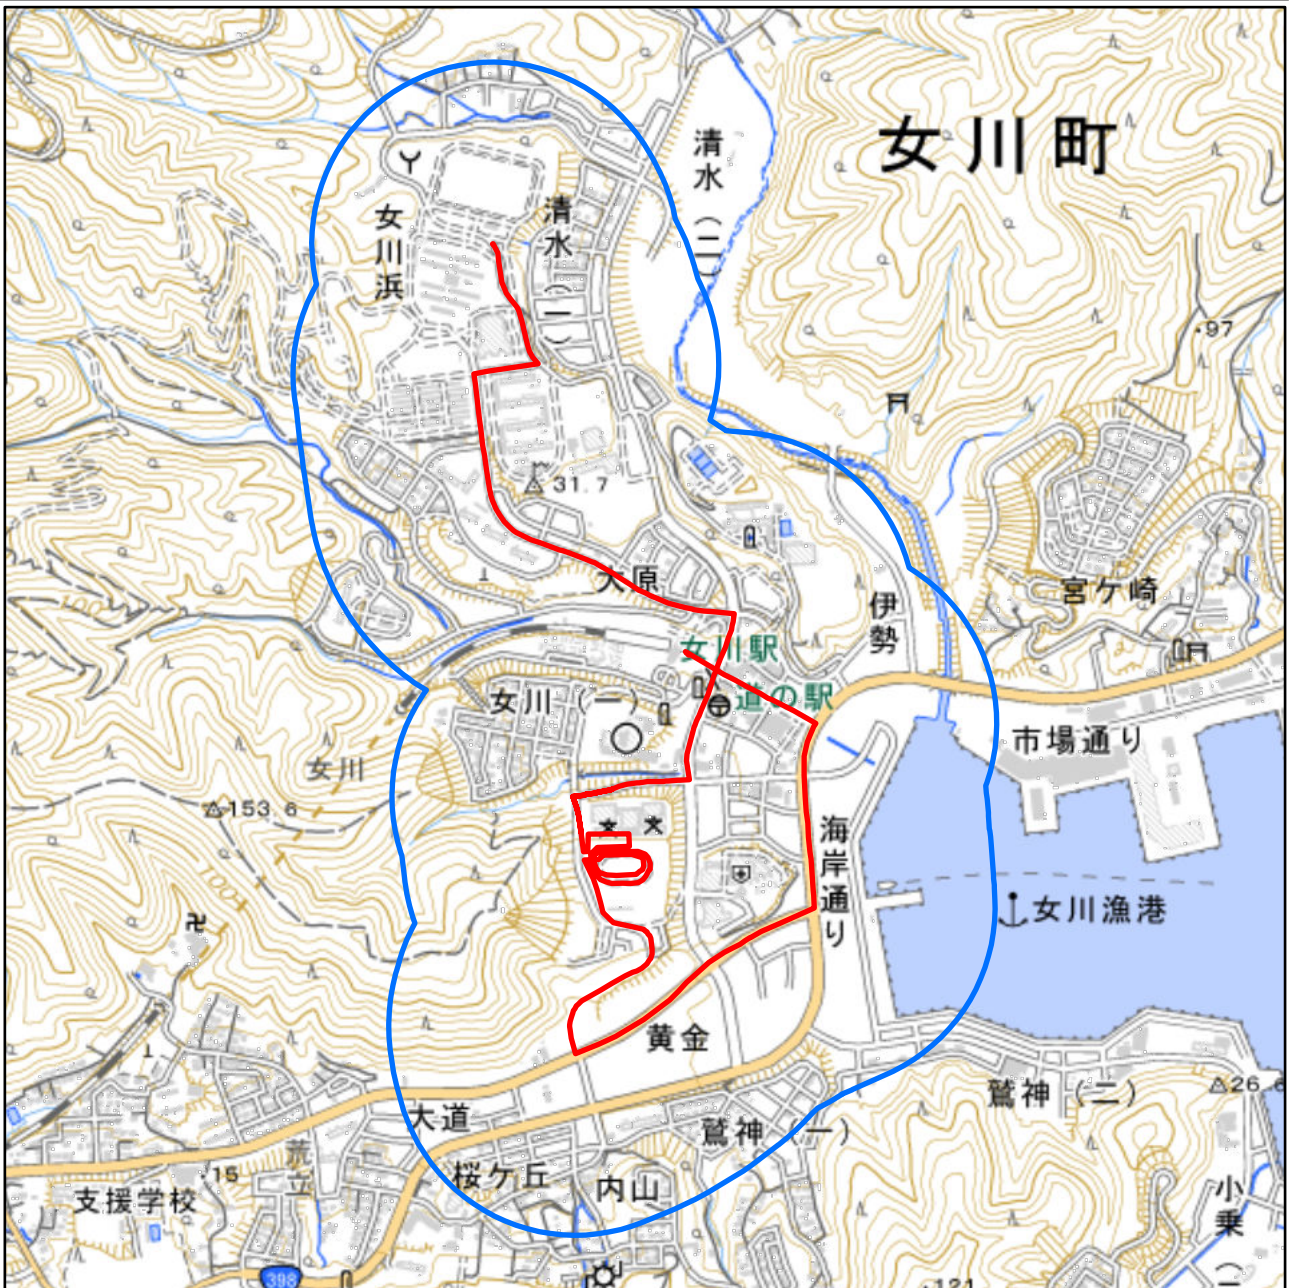 女川町
清水(二)
清水(一)
女川浜
97
31.7
大原
伊勢
宮ケ崎
女川駅
道の駅
女川(一)
女川
153.6
市場通り
海岸通り
女川漁港
100
黄金
鷲神(二)
26.6
大道
鷲神(一)
荒立
15
桜ケ丘
内山
支援学校
小乗(
398
121